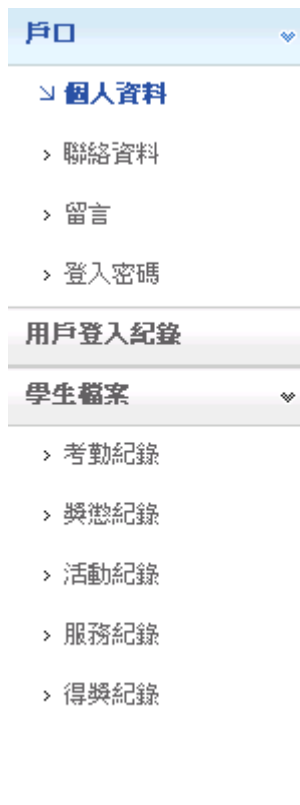 戶口
個人資料
聯絡資料
留言
登入密碼
用戶登入紀錄
學生檔案
考勤紀錄
獎懲紀錄
活動紀錄
服務紀錄
得獎紀錄